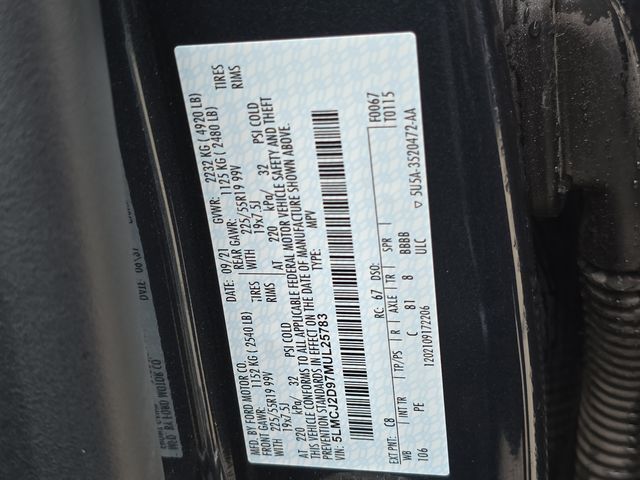 MFD. BY FORD MOTOR CO.
DATE: 09/21 GVWR: 2232 KG ( 4920 LB)
FRONT GAWR: 1152 KG ( 2540 LB) REAR GAWR: 1125 KG ( 2480 LB)
WITH 225/55R19 99V TIRES WITH 225/55R19 99V TIRES
19x7.5J RIMS 19x7.5J RIMS
AT 220 kPa/ 32 PSI COLD AT 220 kPa/ 32 PSI COLD
THIS VEHICLE CONFORMS TO ALL APPLICABLE FEDERAL MOTOR VEHICLE SAFETY AND THEFT
PREVENTION STANDARDS IN EFFECT ON THE DATE OF MANUFACTURE SHOWN ABOVE.
VIN: 5LMCJ2D97MUL25783 TYPE: MPV
F0067
T0115
EXT PNT: C8 RC: 67 DSO:
WB INT TR TP/PS R AXLE TR SPR
106 PE C 81 8 BBBB
1202109172206 ULC
▽ 5U5A-3520472-AA